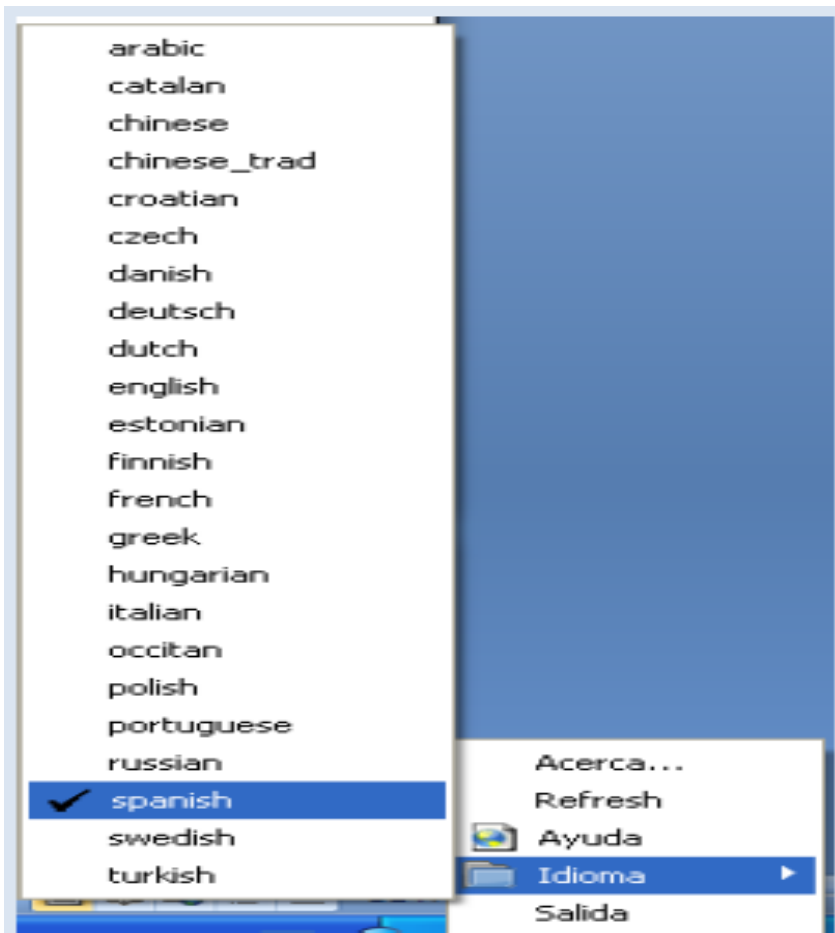 arabic
catalan
chinese
chinese_trad
croatian
czech
danish
deutsch
dutch
english
estonian
finnish
french
greek
hungarian
italian
occitan
polish
portuguese
russian
spanish
swedish
turkish
Acerca...
Refresh
Ayuda
Idioma
Salida